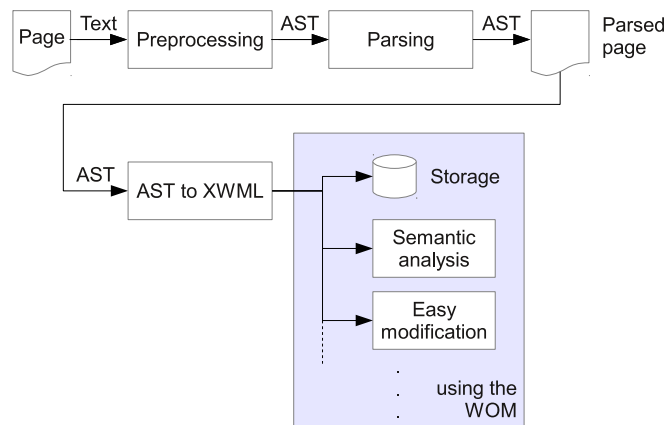 Page
Text
Preprocessing
AST
Parsing
AST
Parsed
page
AST
AST to XWML
Storage
Semantic
analysis
Easy
modification
using the
WOM